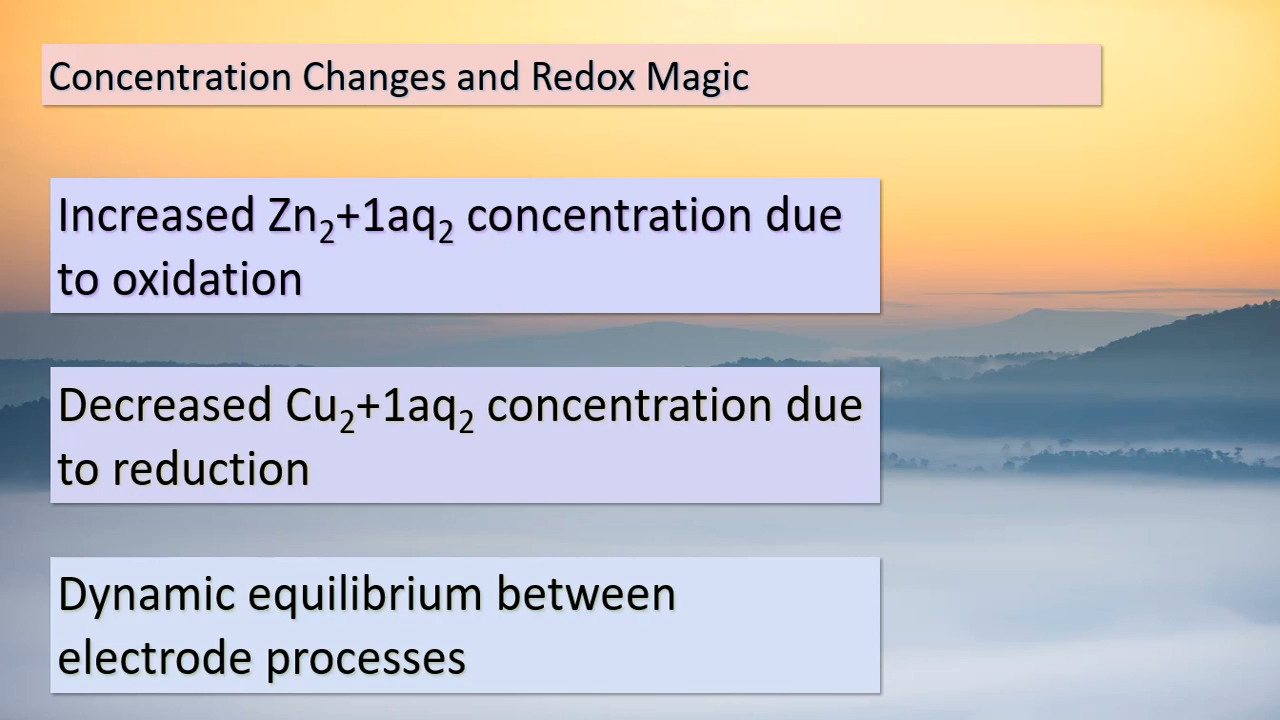 Concentration Changes and Redox Magic
Increased Zn₂+1aq₂ concentration due
to oxidation
Decreased Cu₂+1aq₂ concentration due
to reduction
Dynamic equilibrium between
electrode processes